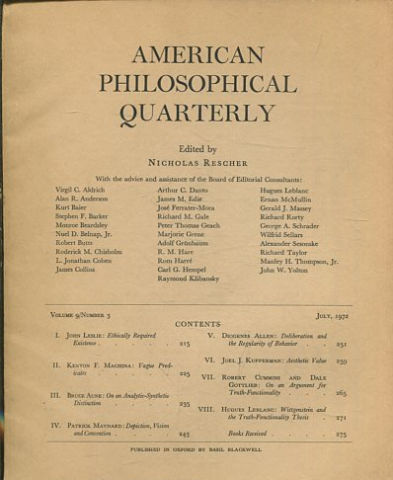 AMERICAN
PHILOSOPHICAL
QUARTERLY
Edited by
NICHOLAS RESCHER
With the advice and assistance of the Board of Editorial Consultants:
Virgil C. Aldrich
Alan R. Anderson
Kurt Baier
Stephen F. Barker
Monroe Beardsley
Nuel D. Belnap, Jr.
Robert Butts
Roderick M. Chisholm
L. Jonathan Cohen
James Collins
Arthur C. Danto
James M. Edie
José Ferrater-Mora
Richard M. Gale
Peter Thomas Geach
Marjorie Grene
Adolf Grünbaum
R. M. Hare
Rom Harré
Carl G. Hempel
Raymond Klibansky
Hugues Leblanc
Ernan McMullin
Gerald J. Massey
Richard Rorty
George A. Schrader
Wilfrid Sellars
Alexander Sesonske
Richard Taylor
Manley H. Thompson, Jr.
John W. Yolton
VOLUME 9/NUMBER 3
JULY, 1972
CONTENTS
I. JOHN LESLIE: Ethically Required
Existence . . 215
II. KENTON F. MACHINA: Vague Pred-
icates . . . 225
III. BRUCE AUNE: On an Analytic-Synthetic
Distinction . . . 235
IV. PATRICK MAYNARD: Depiction, Vision
and Convention . . . 243
V. DIOGENES ALLEN: Deliberation and
the Regularity of Behavior . . 251
VI. JOEL J. KUPPERMAN: Aesthetic Value 259
VII. ROBERT CUMMINS AND DALE
GOTTLIEB: On an Argument for
Truth-Functionality . . . 265
VIII. HUGUES LEBLANC: Wittgenstein and
the Truth-Functionality Thesis . 271
Books Received . . . 275
PUBLISHED IN OXFORD BY BASIL BLACKWELL